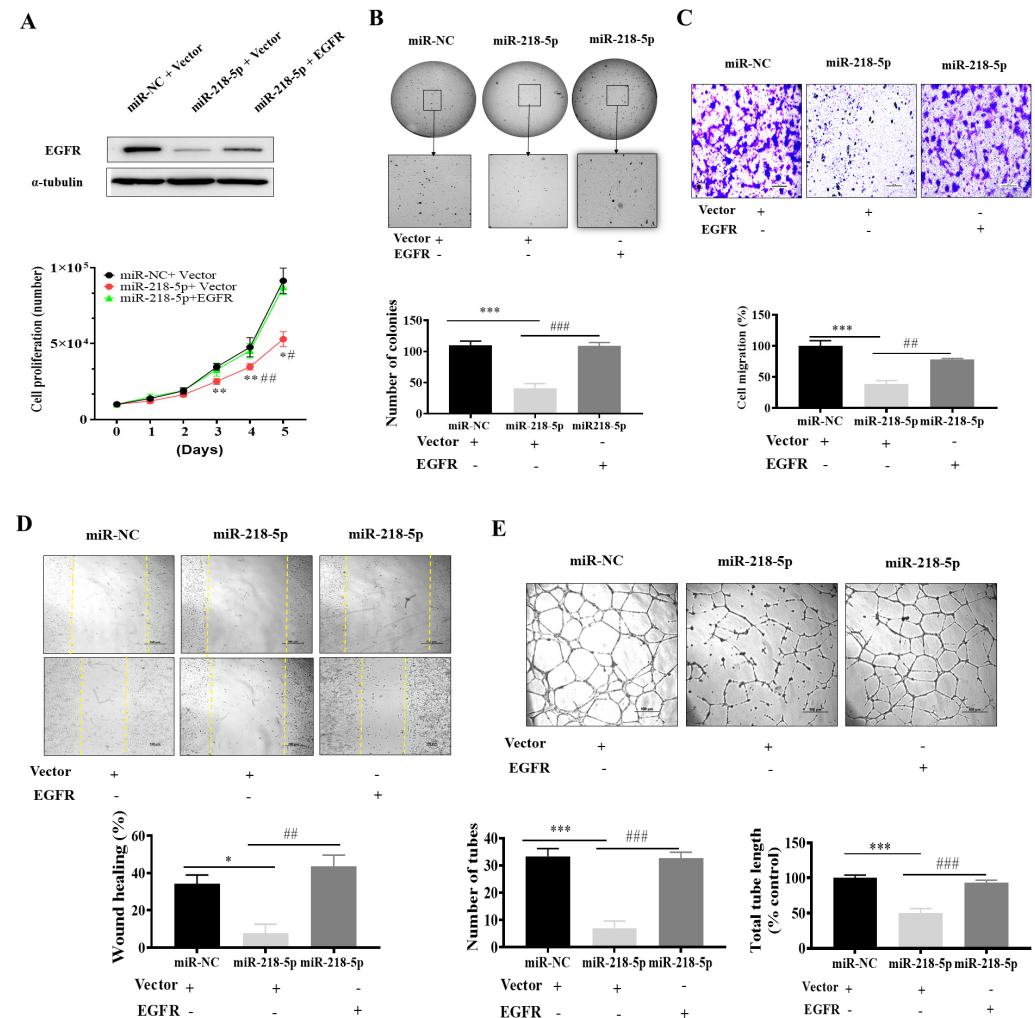 A
miR-NC + Vector
miR-218-5p + Vector
miR-218-5p + EGFR
EGFR
α-tubulin
Cell proliferation (number)
1×10⁵
5×10⁴
0
miR-NC+ Vector
miR-218-5p+ Vector
miR-218-5p+EGFR
**
**##
*#
0 1 2 3 4 5
(Days)
B
miR-NC miR-218-5p miR-218-5p
Vector + + -
EGFR - - +
Number of colonies
150
100
50
0
*** ###
miR-NC miR-218-5p miR-218-5p
Vector + + -
EGFR - - +
C
miR-NC miR-218-5p miR-218-5p
Vector + + -
EGFR - - +
Cell migration (%)
150
100
50
0
*** ##
miR-NC miR-218-5p miR-218-5p
Vector + + -
EGFR - - +
D
miR-NC miR-218-5p miR-218-5p
Vector + + -
EGFR - - +
Wound healing (%)
60
40
20
0
* ##
miR-NC miR-218-5p miR-218-5p
Vector + + -
EGFR - - +
E
miR-NC miR-218-5p miR-218-5p
Vector + + -
EGFR - - +
Number of tubes
40
30
20
10
0
*** ###
miR-NC miR-218-5p miR-218-5p
Vector + + -
EGFR - - +
Total tube length
(% control)
150
100
50
0
*** ###
miR-NC miR-218-5p miR-218-5p
Vector + + -
EGFR - - +